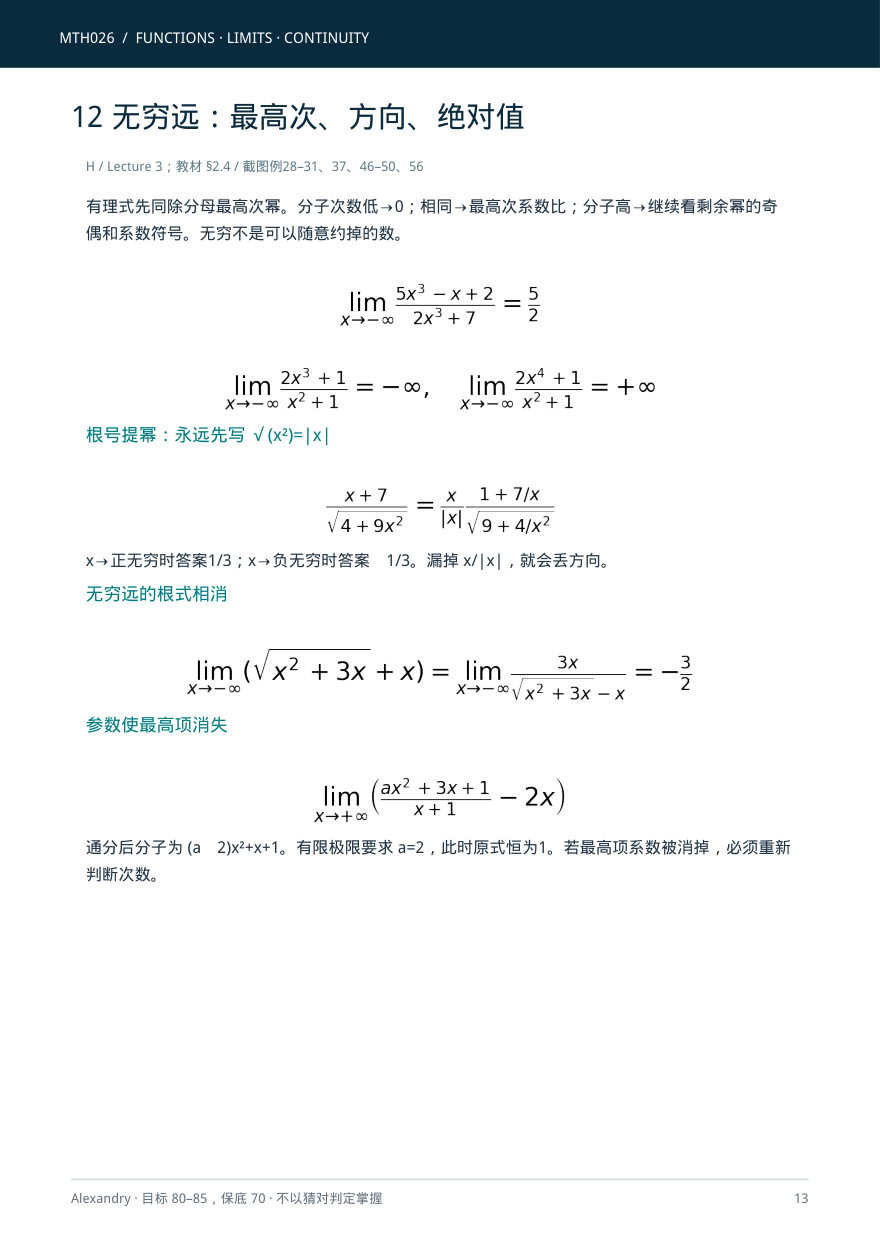 MTH026 / FUNCTIONS · LIMITS · CONTINUITY
12 无穷远：最高次、方向、绝对值
H / Lecture 3；教材 §2.4 / 截图例28–31、37、46–50、56
有理式先同除分母最高次幂。分子次数低→0；相同→最高次系数比；分子高→继续看剩余幂的奇
偶和系数符号。无穷不是可以随意约掉的数。
lim_{x→−∞} (5x³ − x + 2)/(2x³ + 7) = 5/2
lim_{x→−∞} (2x³ + 1)/(x² + 1) = −∞, lim_{x→−∞} (2x⁴ + 1)/(x² + 1) = +∞
根号提幂：永远先写 √(x²)=|x|
(x + 7)/√(4 + 9x²) = x/|x| (1 + 7/x)/√(9 + 4/x²)
x→正无穷时答案1/3；x→负无穷时答案 1/3。漏掉 x/|x|，就会丢方向。
无穷远的根式相消
lim_{x→−∞} (√(x² + 3x) + x) = lim_{x→−∞} 3x/(√(x² + 3x) − x) = −3/2
参数使最高项消失
lim_{x→+∞} ((ax² + 3x + 1)/(x + 1) − 2x)
通分后分子为 (a 2)x²+x+1。有限极限要求 a=2，此时原式恒为1。若最高项系数被消掉，必须重新
判断次数。
Alexandry · 目标 80–85，保底 70 · 不以猜对判定掌握
13